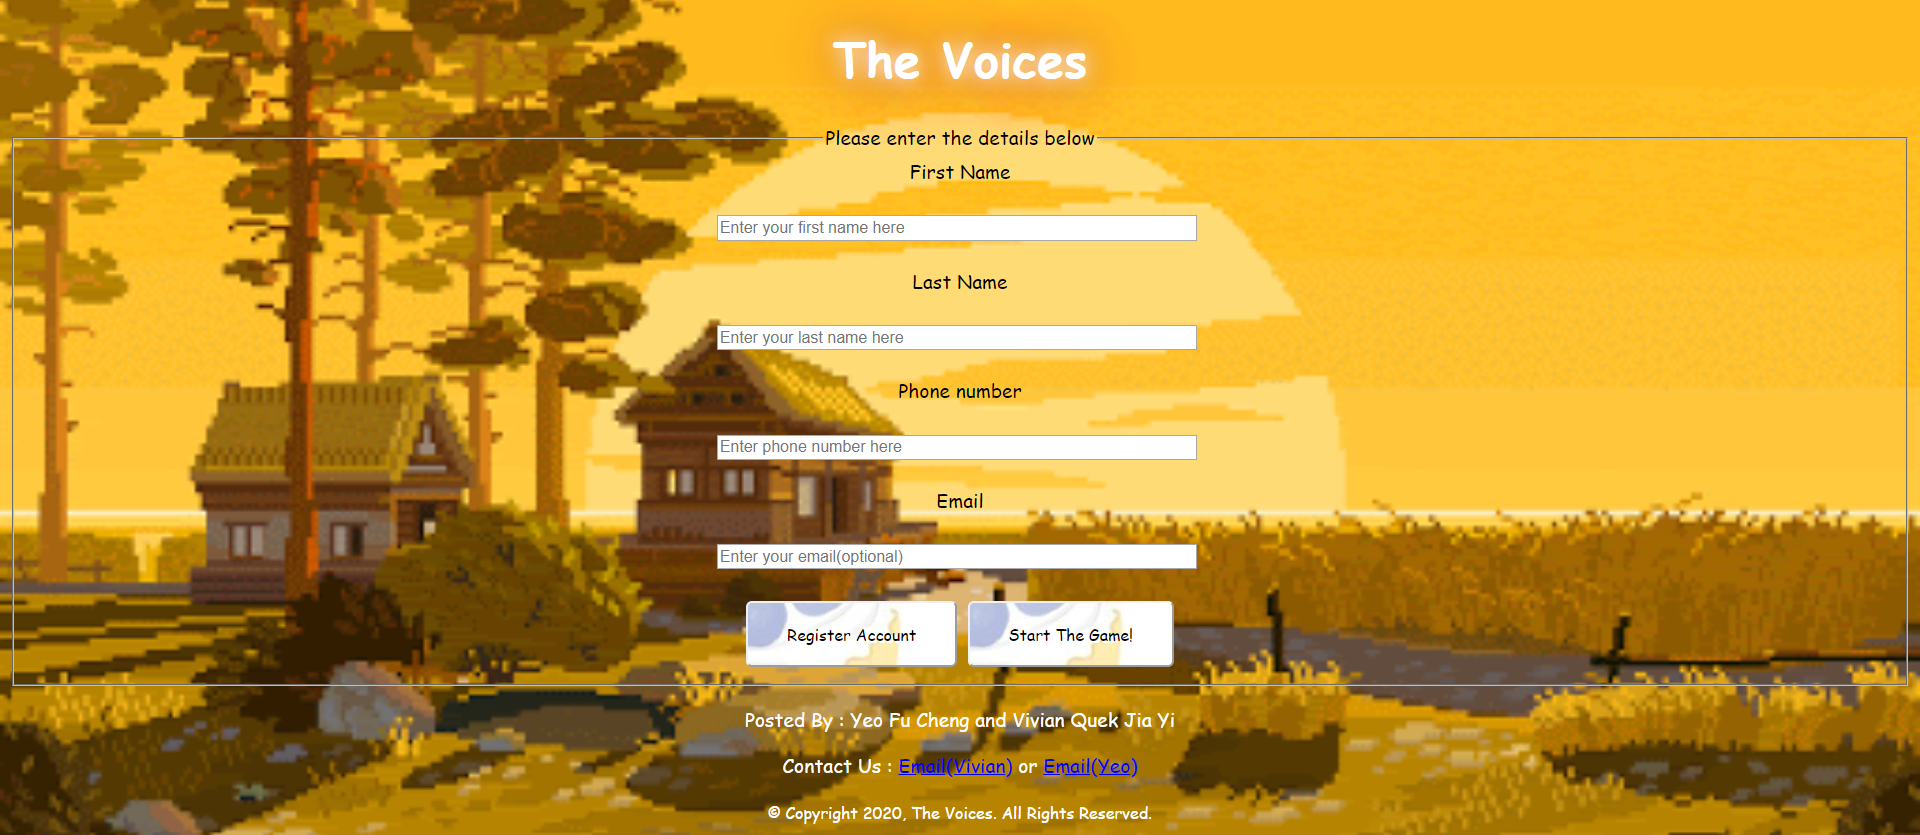 The Voices
Please enter the details below
First Name
Enter your first name here
Last Name
Enter your last name here
Phone number
Enter phone number here
Email
Enter your email(optional)
Register Account
Start The Game!
Posted By : Yeo Fu Cheng and Vivian Quek Jia Yi
Contact Us : Email(Vivian) or Email(Yeo)
© Copyright 2020, The Voices. All Rights Reserved.